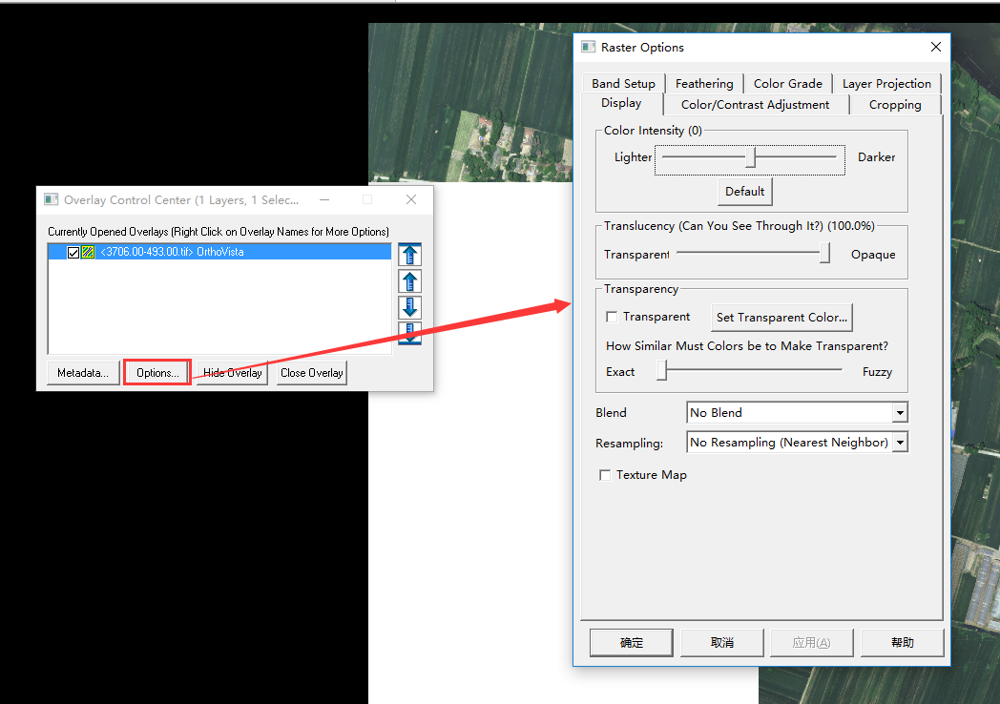 Raster Options
Band Setup
Feathering
Color Grade
Layer Projection
Display
Color/Contrast Adjustment
Cropping
Color Intensity (0)
Lighter
Darker
Default
Translucency (Can You See Through It?) (100.0%)
Transparent
Opaque
Transparency
Transparent
Set Transparent Color...
How Similar Must Colors be to Make Transparent?
Exact
Fuzzy
Blend
No Blend
Resampling:
No Resampling (Nearest Neighbor)
Texture Map
确定
取消
应用(A)
帮助
Overlay Control Center (1 Layers, 1 Selec...
Currently Opened Overlays (Right Click on Overlay Names for More Options)
<3706.00-493.00.tif> OrthoVista
Metadata...
Options...
Hide Overlay
Close Overlay